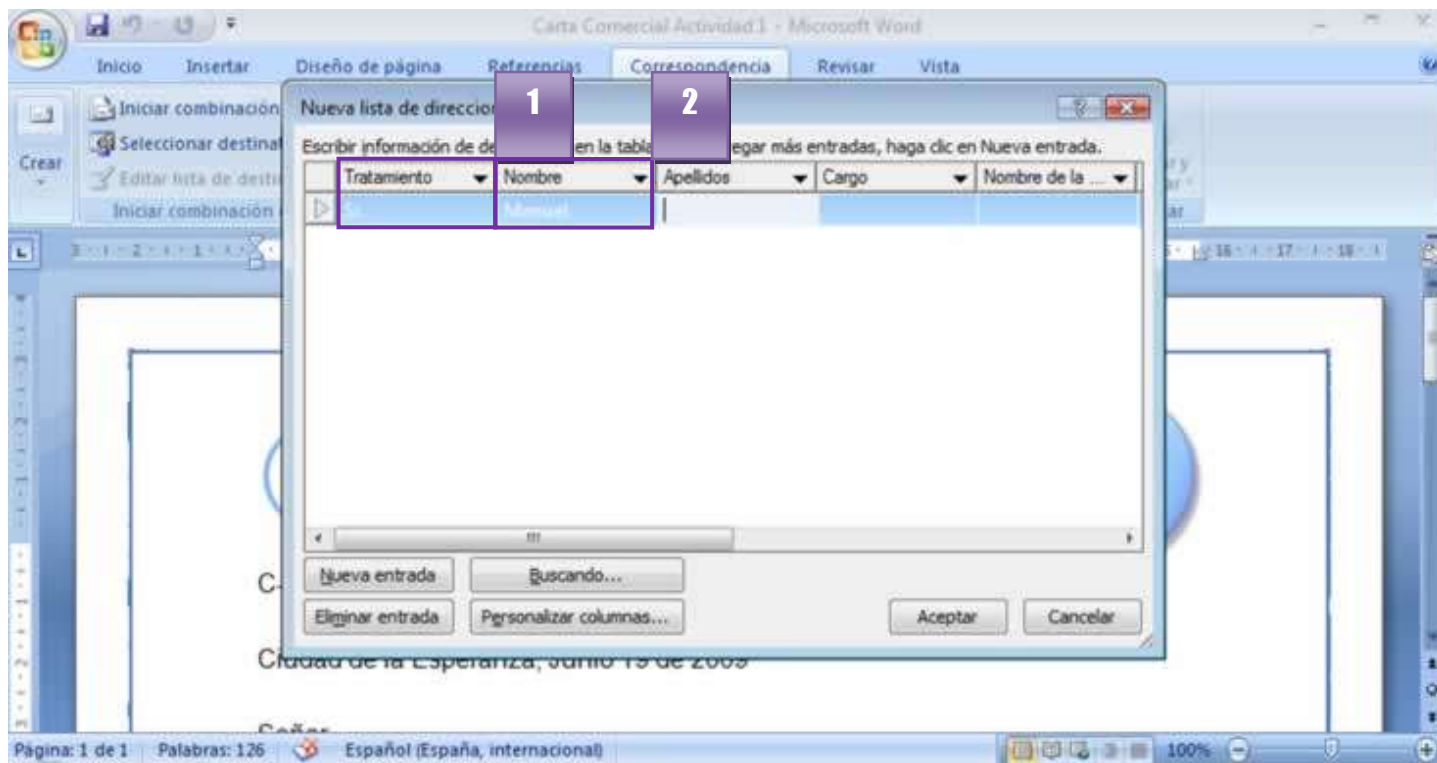 Carta Comercial Actividad 1 - Microsoft Word
Inicio Insertar Diseño de página Referencias Correspondencia Revisar Vista
Crear
Iniciar combinación
Seleccionar destinat
Editar lista de desti
Iniciar combinación
Nueva lista de direccion
1
2
Escribir información de de en la tabla egar más entradas, haga clic en Nueva entrada.
Tratamiento Nombre Apellidos Cargo Nombre de la ...
Sr. Manual
Nueva entrada Buscando...
Eliminar entrada Personalizar columnas... Aceptar Cancelar
Ciudad de la Esperanza, Junio 19 de 2009
Señor
Página: 1 de 1 Palabras: 126 Español (España, internacional) 100%